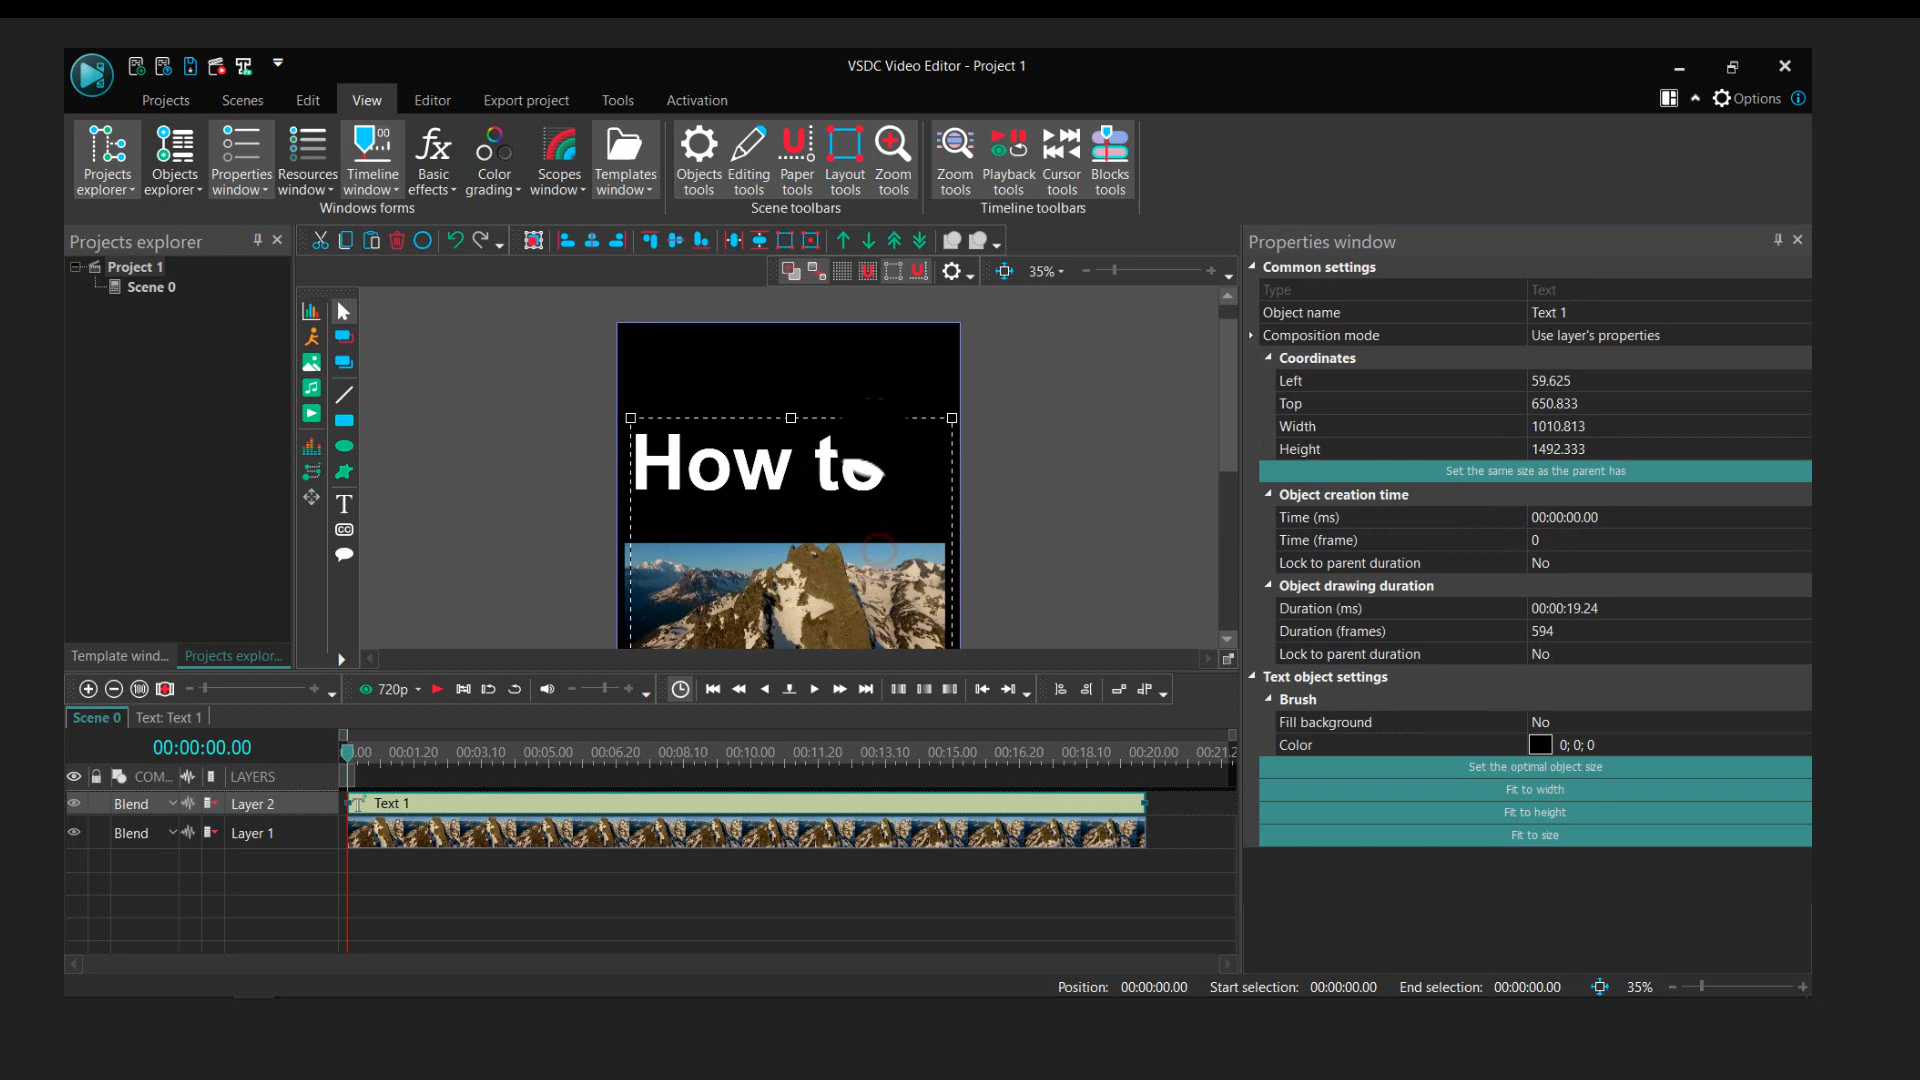 VSDC Video Editor - Project 1
Projects
Scenes
Edit
View
Editor
Export project
Tools
Activation
Options
Projects explorer
Objects explorer
Properties window
Resources window
00
Timeline window
fx
Basic effects
Color grading
Scopes window
Templates window
Objects tools
Editing tools
Paper tools
Layout tools
Zoom tools
Zoom tools
Playback tools
Cursor tools
Blocks tools
Windows forms
Scene toolbars
Timeline toolbars
Projects explorer
Project 1
Scene 0
35%
T
CC
How to
Template wind...
Projects explor...
Properties window
Common settings
Type Text
Object name Text 1
Composition mode Use layer's properties
Coordinates
Left 59.625
Top 650.833
Width 1010.813
Height 1492.333
Set the same size as the parent has
Object creation time
Time (ms) 00:00:00.00
Time (frame) 0
Lock to parent duration No
Object drawing duration
Duration (ms) 00:00:19.24
Duration (frames) 594
Lock to parent duration No
Text object settings
Brush
Fill background No
Color 0; 0; 0
Set the optimal object size
Fit to width
Fit to height
Fit to size
100
720p
Scene 0
Text: Text 1
00:00:00.00
.00 00:01.20 00:03.10 00:05.00 00:06.20 00:08.10 00:10.00 00:11.20 00:13.10 00:15.00 00:16.20 00:18.10 00:20.00 00:21.2
COM... LAYERS
Blend Layer 2 T Text 1
Blend Layer 1
Position: 00:00:00.00 Start selection: 00:00:00.00 End selection: 00:00:00.00 35%